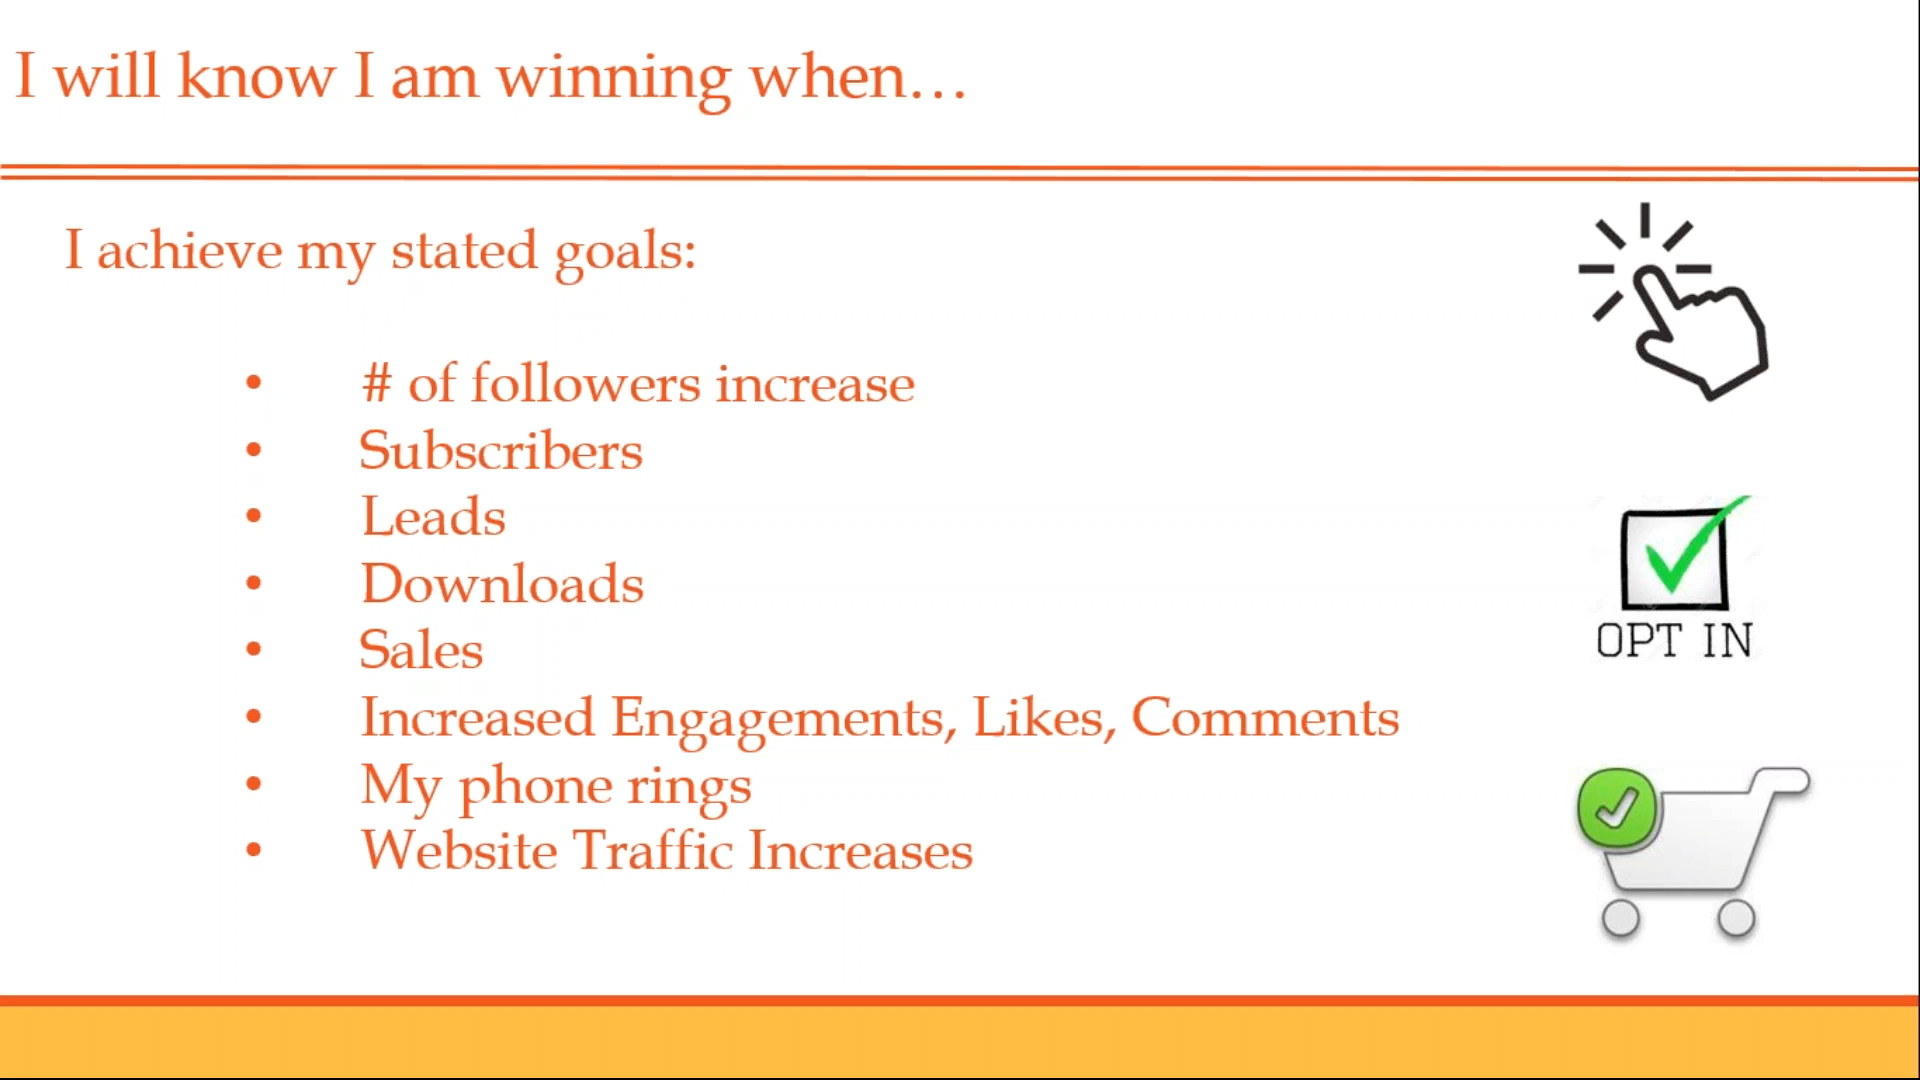 I will know I am winning when…
I achieve my stated goals:
• # of followers increase
• Subscribers
• Leads
• Downloads
• Sales
• Increased Engagements, Likes, Comments
• My phone rings
• Website Traffic Increases
OPT IN